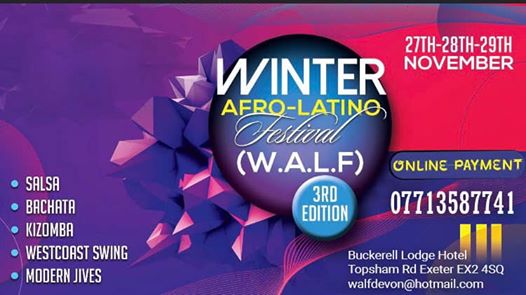 WINTER
AFRO-LATINO
Festival
(W.A.L.F)
3RD
EDITION
27TH-28TH-29TH
NOVEMBER
ONLINE PAYMENT
07713587741
• SALSA
• BACHATA
• KIZOMBA
• WESTCOAST SWING
• MODERN JIVES
Buckerell Lodge Hotel
Topsham Rd Exeter EX2 4SQ
walfdevon@hotmail.com